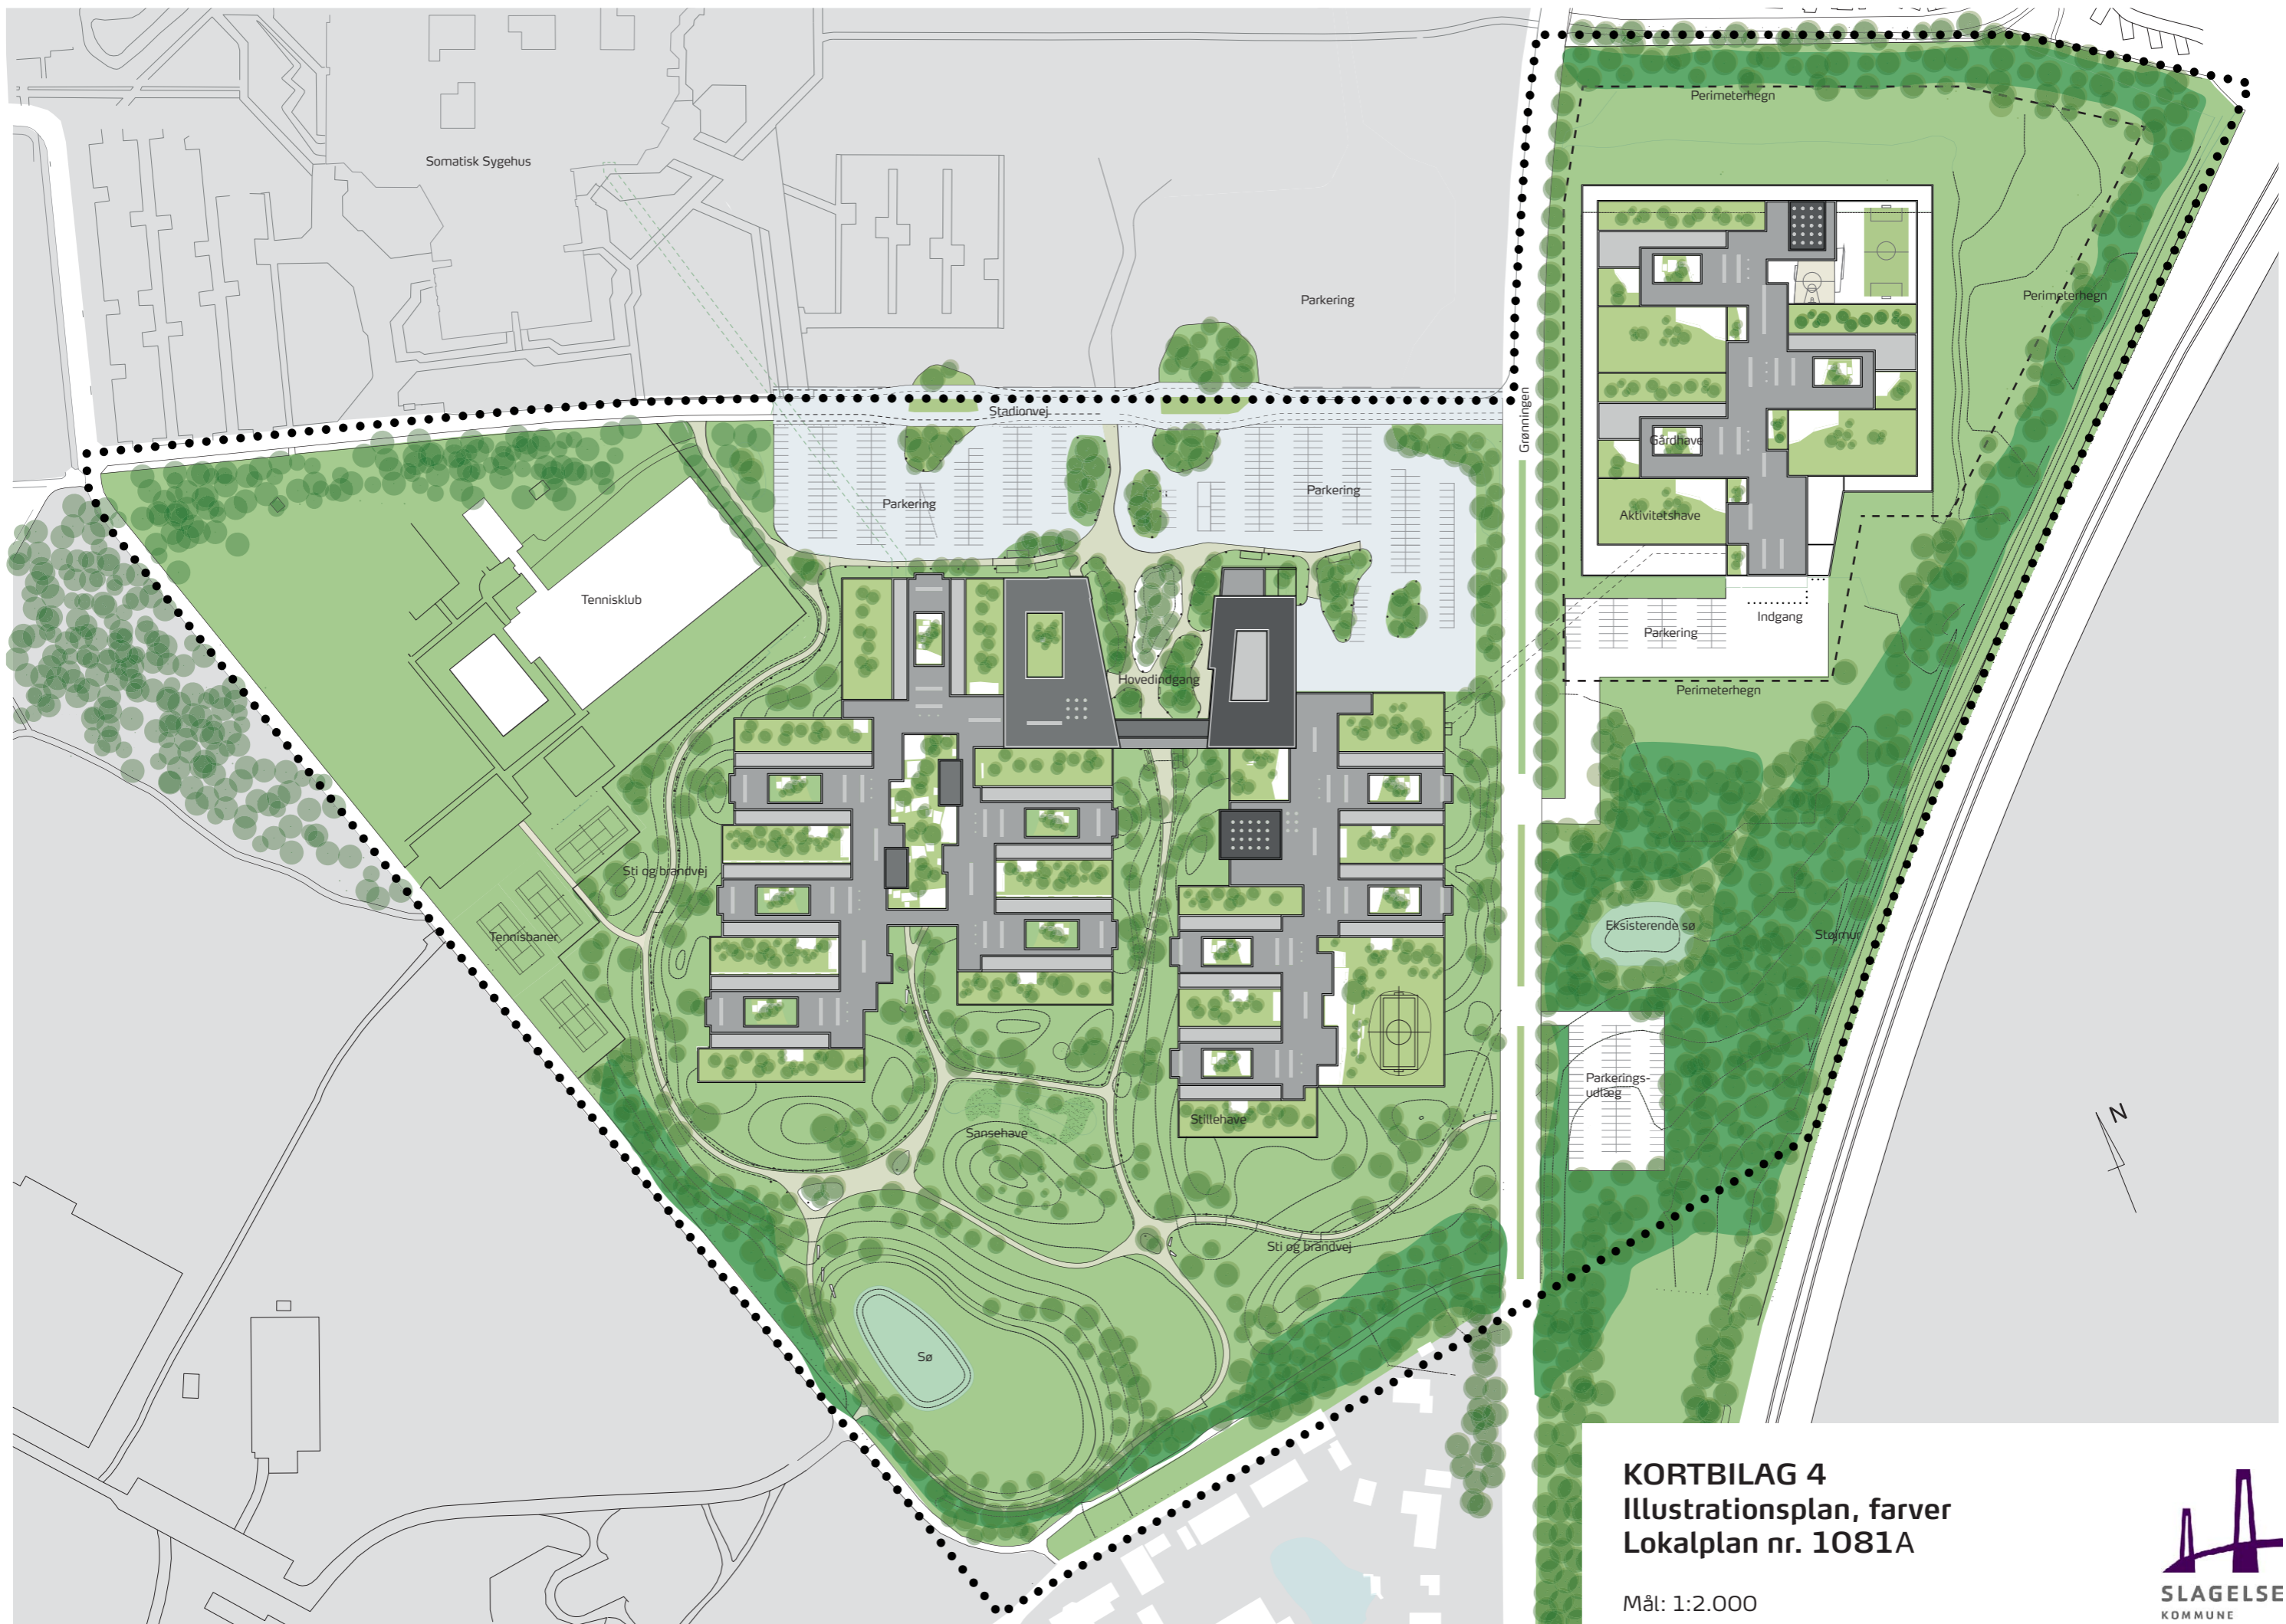 Perimeterhegn
Somatisk Sygehus
Parkering
Perimeterhegn
Stadionvej
Grønningen
Gårdhave
Parkering
Parkering
Aktivitetshave
Tennisklub
Indgang
Parkering
Hovedindgang
Perimeterhegn
Sti og brandvej
Tennisbaner
Eksisterende sø
Støjmur
Parkerings-
udlæg
Stillehave
Sansehave
N
Sti og brandvej
Sø
KORTBILAG 4
Illustrationsplan, farver
Lokalplan nr. 1081A
Mål: 1:2.000
SLAGELSE
KOMMUNE